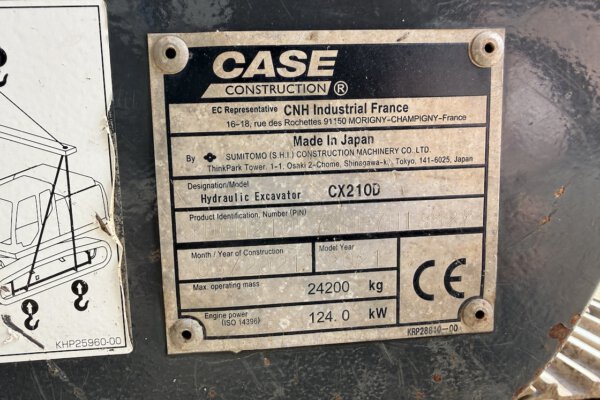 CASE
CONSTRUCTION ®
EC Representative CNH Industrial France
16-18, rue des Rochettes 91150 MORIGNY-CHAMPIGNY-France
Made In Japan
By SUMITOMO (S.H.I) CONSTRUCTION MACHINERY CO. LTD.
ThinkPark Tower, 1-1, Osaki 2-Chome, Shinagawa-k., Tokyo, 141-6025, Japan
Designation/Model
Hydraulic Excavator CX210D
Product Identification, Number (PIN)
Month / Year of Construction Model Year
Max. operating mass 24200 kg
Engine power
(ISO 14396) 124.0 kW
CE
KRP28610-00
KHP25960-00